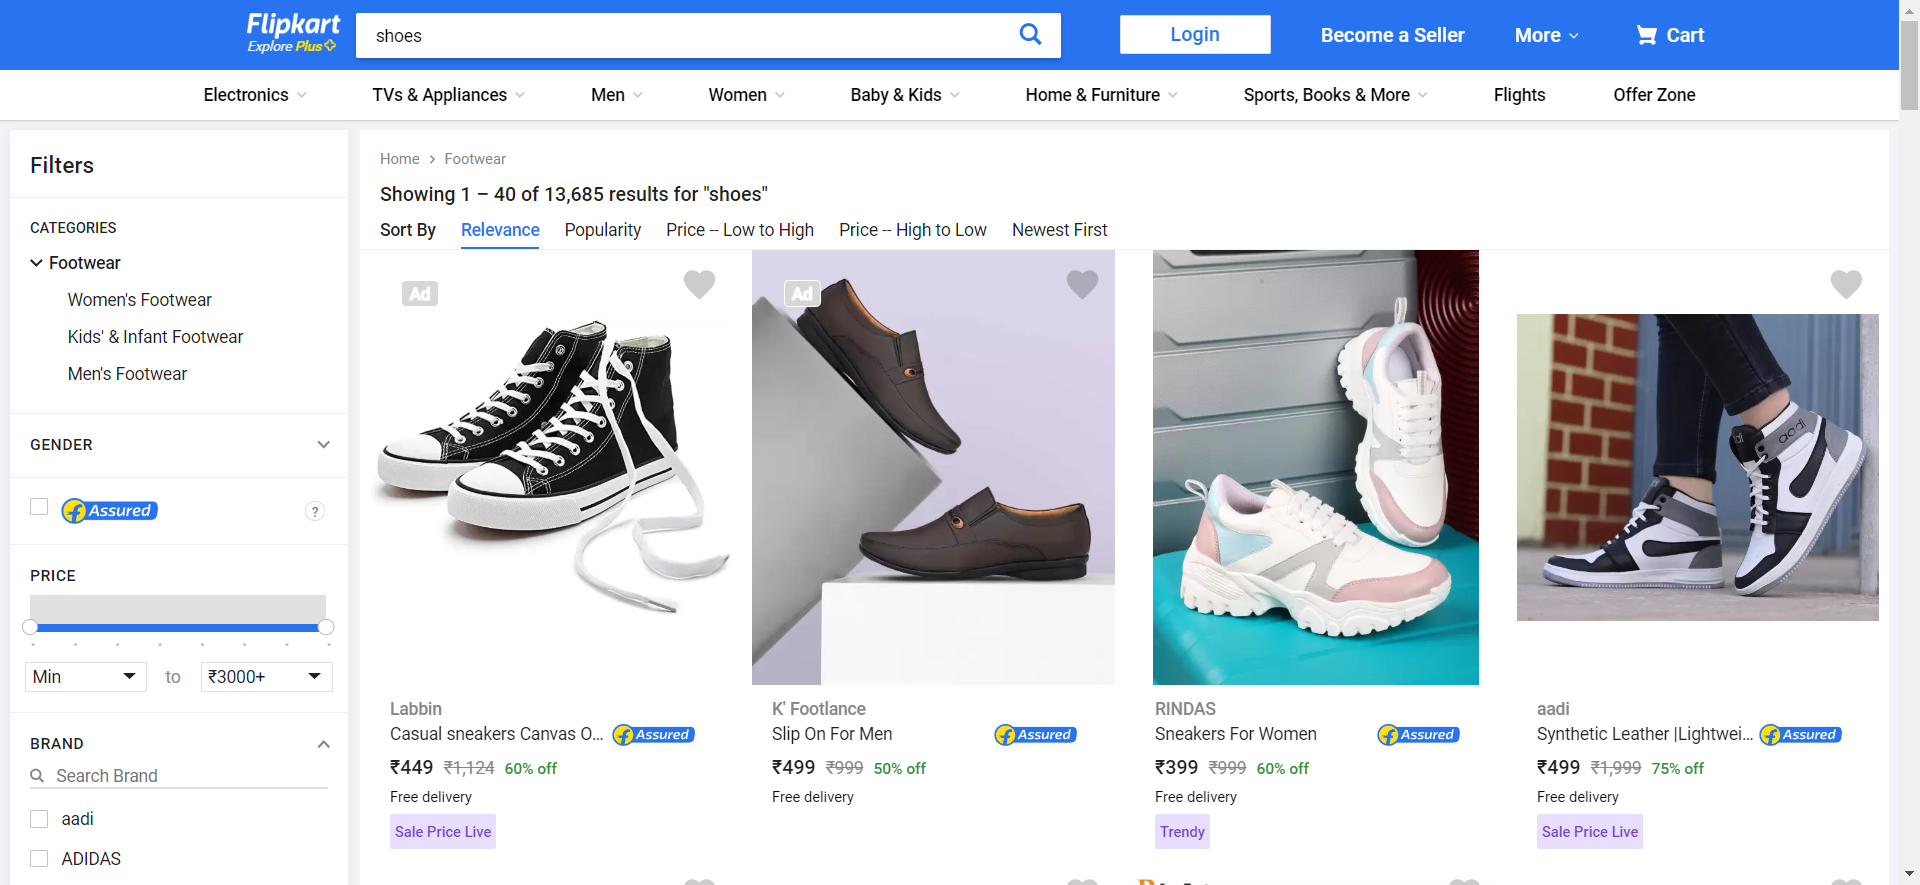 Flipkart
Explore Plus
shoes
Login
Become a Seller
More
Cart
Electronics
TVs & Appliances
Men
Women
Baby & Kids
Home & Furniture
Sports, Books & More
Flights
Offer Zone
Filters
CATEGORIES
Footwear
Women's Footwear
Kids' & Infant Footwear
Men's Footwear
GENDER
Assured
?
PRICE
Min
to
₹3000+
BRAND
Search Brand
aadi
ADIDAS
Home
Footwear
Showing 1 – 40 of 13,685 results for "shoes"
Sort By
Relevance
Popularity
Price -- Low to High
Price -- High to Low
Newest First
Ad
Labbin
Casual sneakers Canvas O...
Assured
₹449 ₹1,124 60% off
Free delivery
Sale Price Live
Ad
K' Footlance
Slip On For Men
Assured
₹499 ₹999 50% off
Free delivery
RINDAS
Sneakers For Women
Assured
₹399 ₹999 60% off
Free delivery
Trendy
aadi
aadi
aadi
Synthetic Leather |Lightwei...
Assured
₹499 ₹1,999 75% off
Free delivery
Sale Price Live